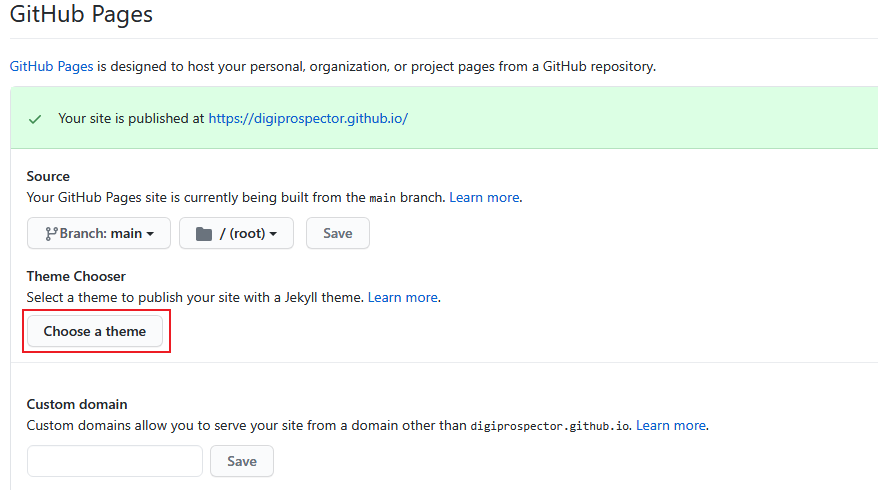 GitHub Pages
GitHub Pages is designed to host your personal, organization, or project pages from a GitHub repository.
Your site is published at https://digiprospector.github.io/
Source
Your GitHub Pages site is currently being built from the main branch. Learn more.
Branch: main / (root) Save
Theme Chooser
Select a theme to publish your site with a Jekyll theme. Learn more.
Choose a theme
Custom domain
Custom domains allow you to serve your site from a domain other than digiprospector.github.io. Learn more.
Save